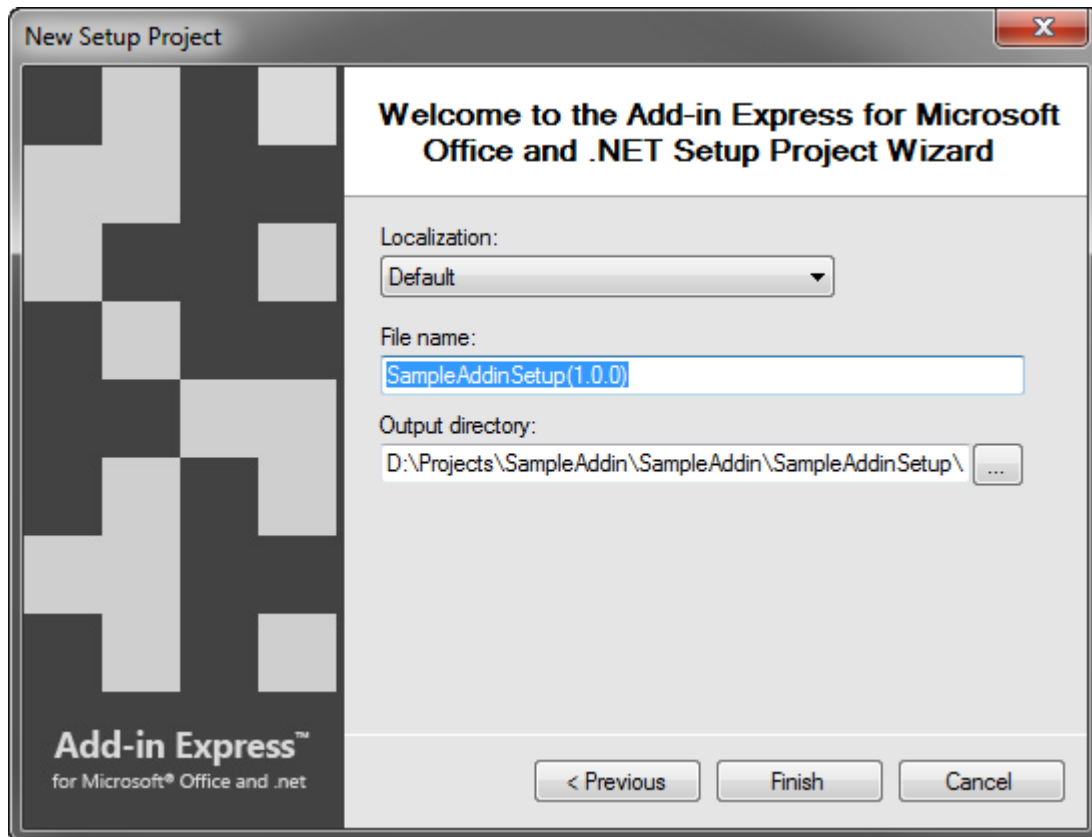 New Setup Project
X
Welcome to the Add-in Express for Microsoft
Office and .NET Setup Project Wizard
Localization:
Default
File name:
SampleAddinSetup(1.0.0)
Output directory:
D:\Projects\SampleAddin\SampleAddin\SampleAddinSetup\
...
Add-in Express™
for Microsoft® Office and .net
< Previous
Finish
Cancel